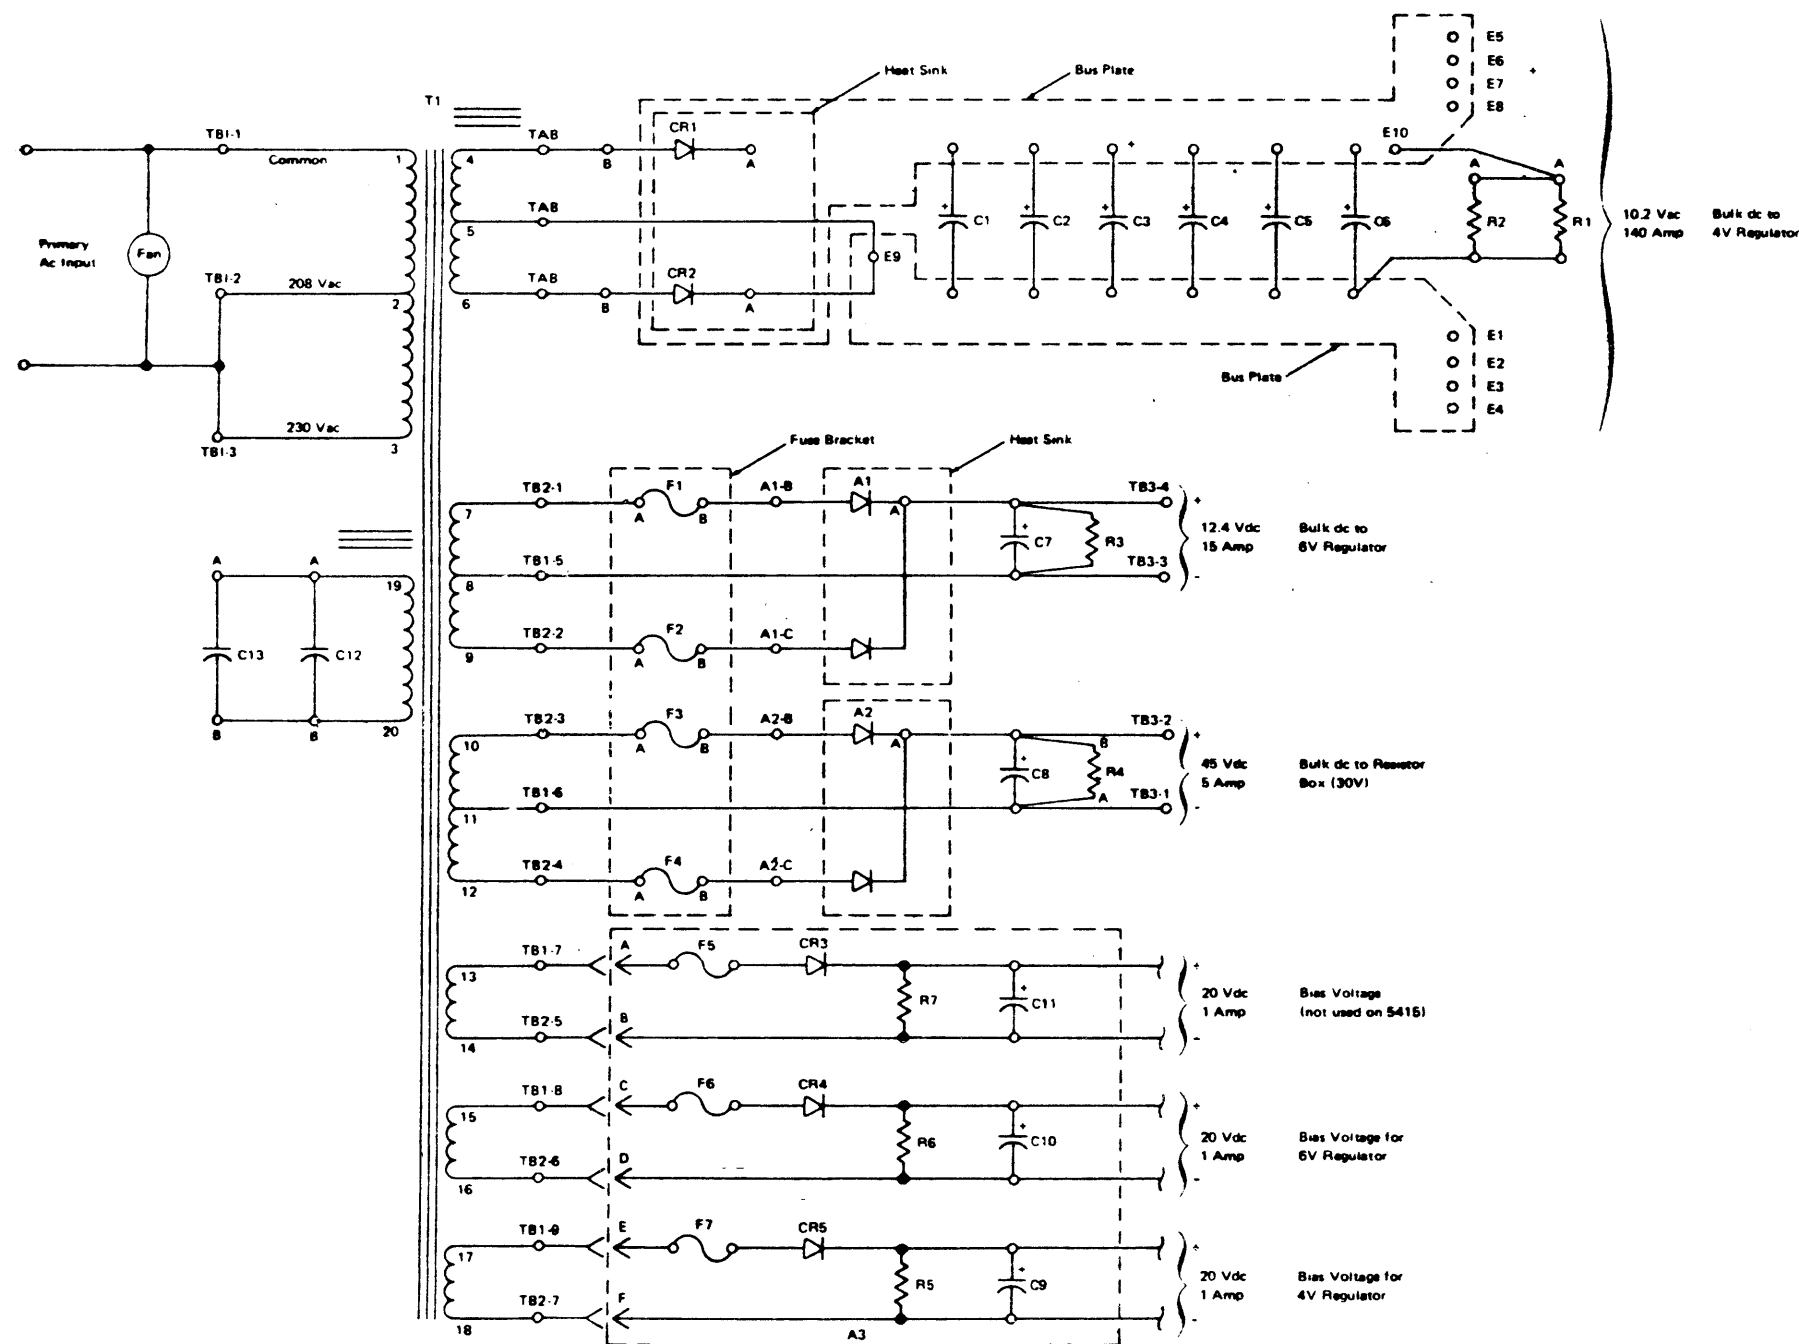 Heat Sink
Bus Plate
E5
E6
E7
E8
+
T1
TBI-1
Common
1
4
TAB
B
CR1
A
+
E10
A
A
Primary
Ac Input
Fan
TAB
5
E9
+
C1
+
C2
+
C3
+
C4
+
C5
+
C6
R2
R1
10.2 Vac
140 Amp
Bulk dc to
4V Regulator
TBI-2
208 Vac
2
6
TAB
B
CR2
A
E1
E2
E3
E4
Bus Plate
230 Vac
TBI-3
3
Fuse Bracket
Heat Sink
7
TB2-1
A
F1
B
A1-B
A1
A
+
C7
R3
TB3-4
+
12.4 Vdc
15 Amp
Bulk dc to
6V Regulator
TB1-5
8
TB3-3
-
TB2-2
9
A
F2
B
A1-C
A
A
19
C13
C12
B
B
20
TB2-3
10
A
F3
B
A2-B
A2
A
+
C8
B
R4
A
TB3-2
+
45 Vdc
5 Amp
Bulk dc to Resistor
Box (30V)
TB1-6
11
TB3-1
-
TB2-4
12
A
F4
B
A2-C
TB1-7
13
A
F5
CR3
R7
+
C11
+
20 Vdc
1 Amp
Bias Voltage
(not used on 5415)
TB2-5
14
B
-
TB1-8
15
C
F6
CR4
R6
+
C10
+
20 Vdc
1 Amp
Bias Voltage for
6V Regulator
TB2-6
16
D
-
TB1-9
17
E
F7
CR5
R5
+
C9
+
20 Vdc
1 Amp
Bias Voltage for
4V Regulator
TB2-7
18
F
-
A3